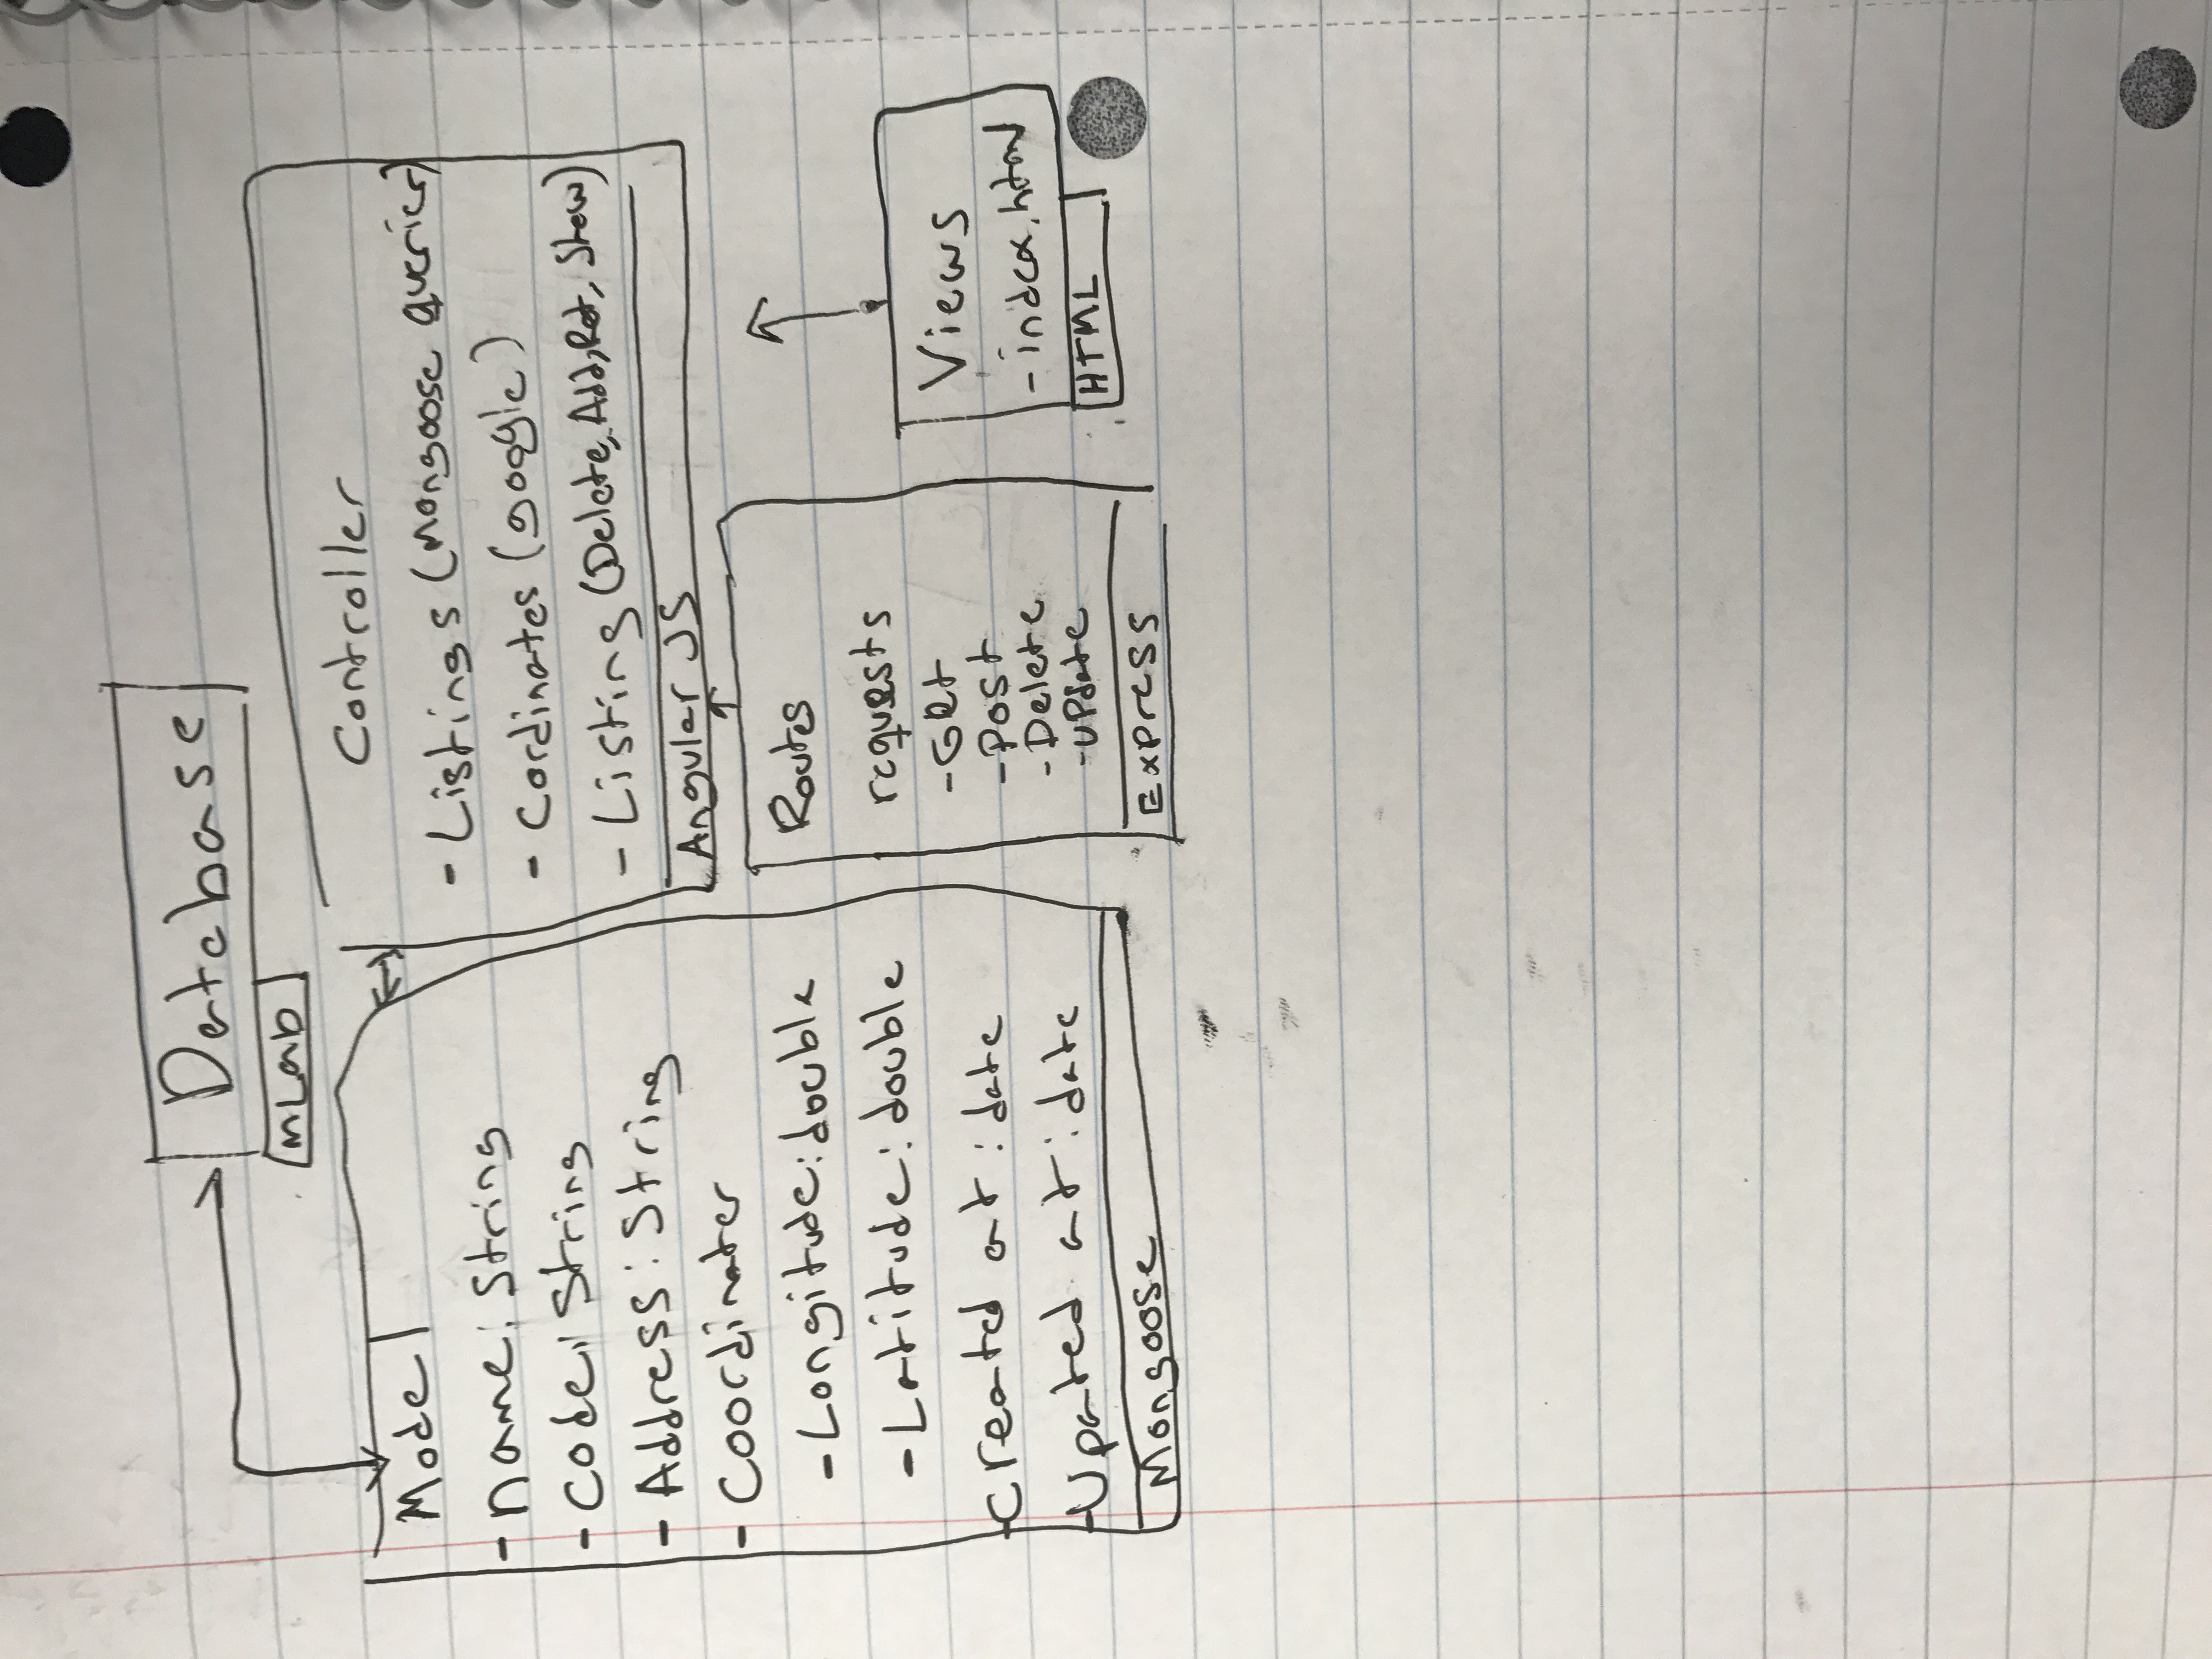 Database
mLab
Model
- name: String
- Code: String
- Address: String
- Coordinates
- Longitude: double
- Latitude: double
- Created at: date
- Upated at: date
Mongoose
Controller
- Listings (Mongoose queries)
- Cordinates (google)
- Listing (Delete, Add, Ret, Show)
Angular JS
Routes
requests
- GEt
- Post
- Delete
- UPdate
Express
Views
- index.html
HTML